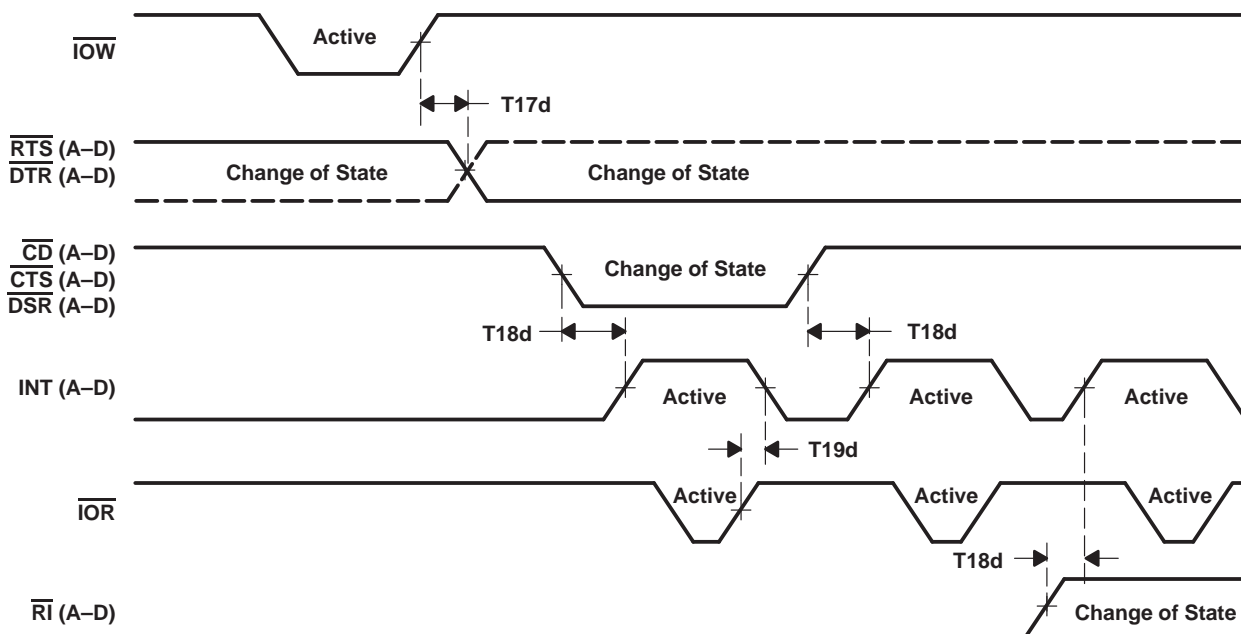 IOW
Active
T17d
RTS (A–D)
DTR (A–D)
Change of State
Change of State
CD (A–D)
CTS (A–D)
DSR (A–D)
Change of State
T18d
T18d
INT (A–D)
Active
Active
Active
T19d
IOR
Active
Active
Active
T18d
RI (A–D)
Change of State